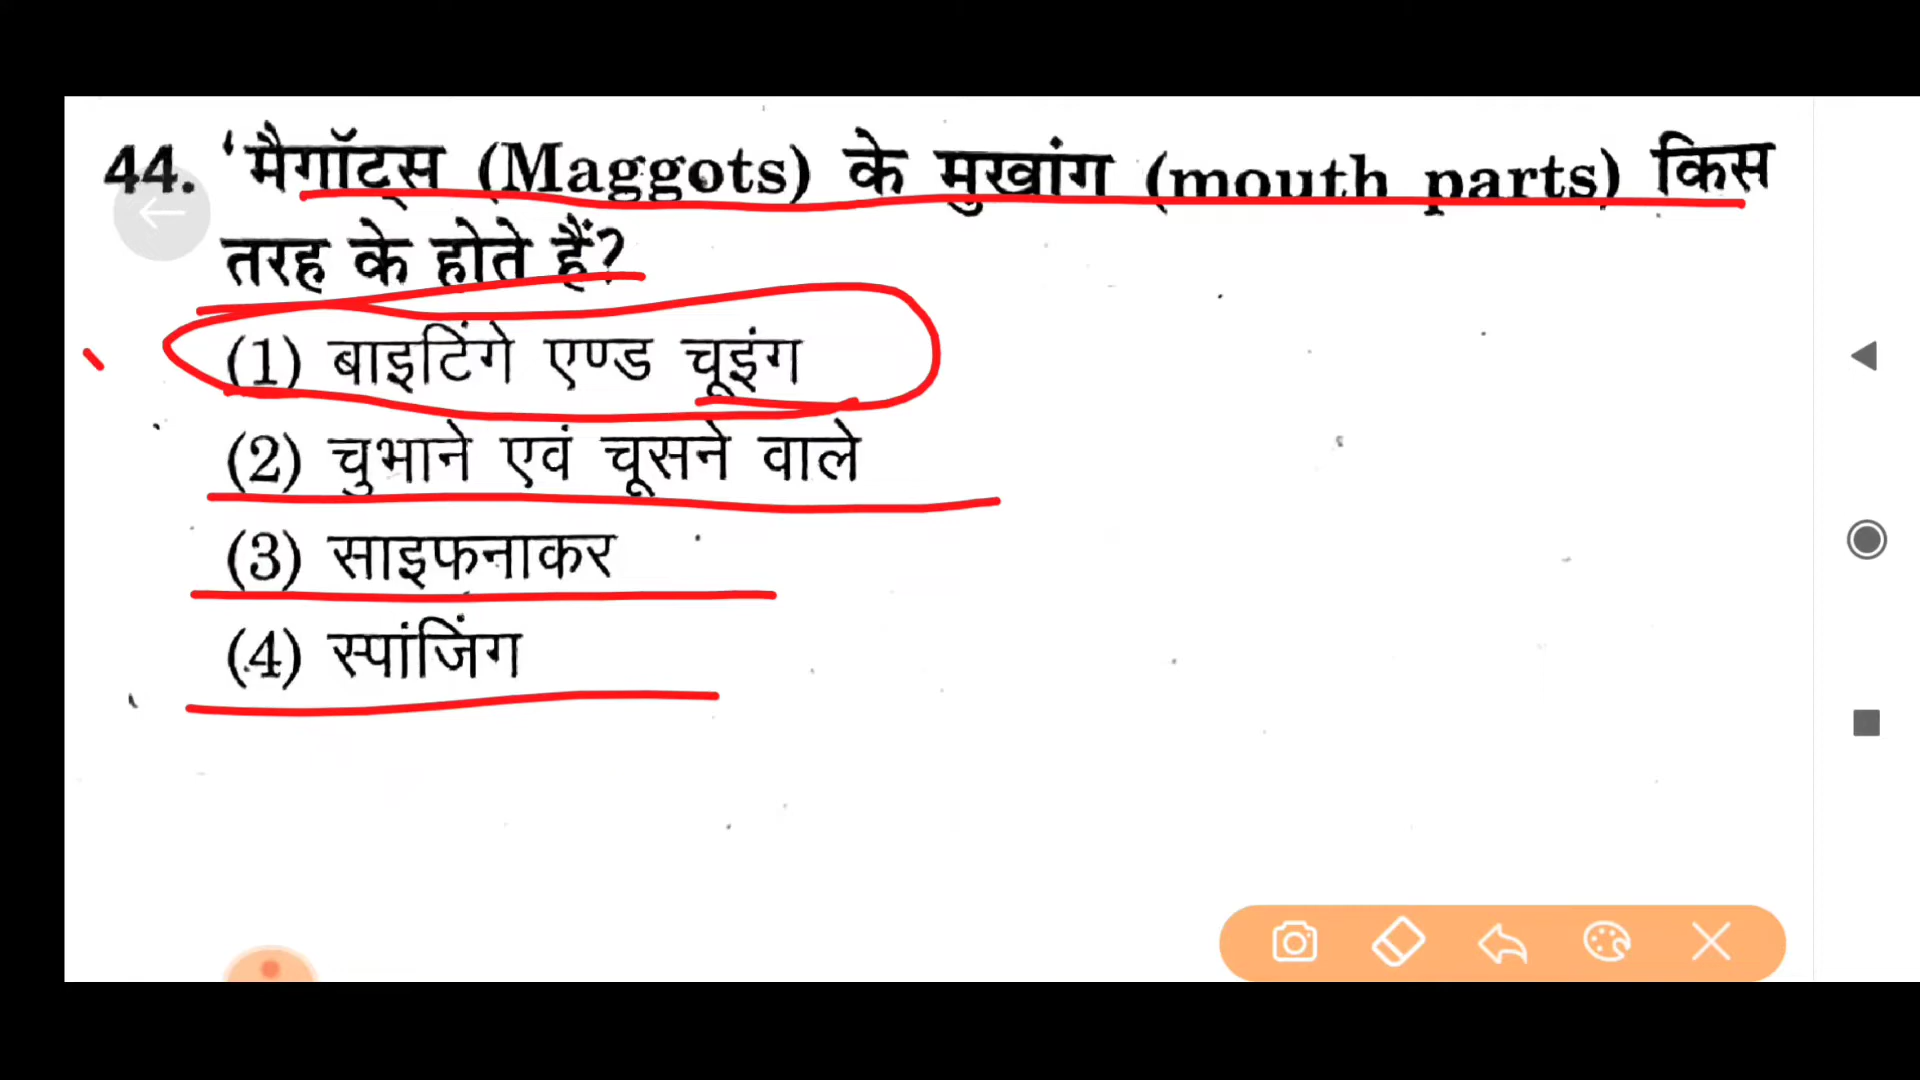 44. ‘मैगॉट्स (Maggots) के मुखांग (mouth parts) किस
तरह के होते हैं?
(1) बाइटिंगे एण्ड चूइंग
(2) चुभाने एवं चूसने वाले
(3) साइफनाकर
(4) स्पांजिंग